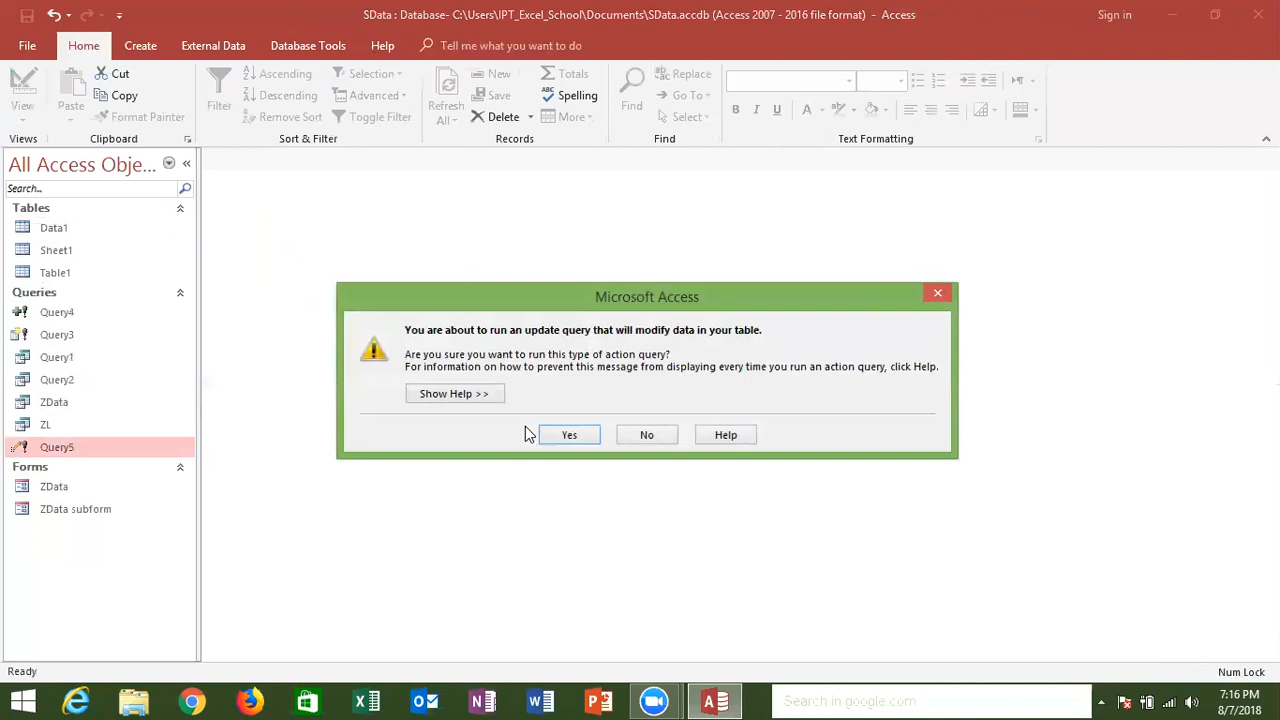 SData : Database- C:\Users\IPT_Excel_School\Documents\SData.accdb (Access 2007 - 2016 file format) - Access
Sign in
File
Home
Create
External Data
Database Tools
Help
Tell me what you want to do
View
Paste
Cut
Copy
Format Painter
Filter
Ascending
Descending
Remove Sort
Selection
Advanced
Toggle Filter
Refresh All
New
Save
Delete
Totals
Spelling
More
Find
Replace
Go To
Select
B I U A
Views
Clipboard
Sort & Filter
Records
Find
Text Formatting
All Access Obje...
Search...
Tables
Data1
Sheet1
Table1
Queries
Query4
Query3
Query1
Query2
ZData
ZL
Query5
Forms
ZData
ZData subform
Microsoft Access
You are about to run an update query that will modify data in your table.
Are you sure you want to run this type of action query?
For information on how to prevent this message from displaying every time you run an action query, click Help.
Show Help >>
Yes
No
Help
Ready
Num Lock
Search in google.com
7:16 PM
8/7/2018